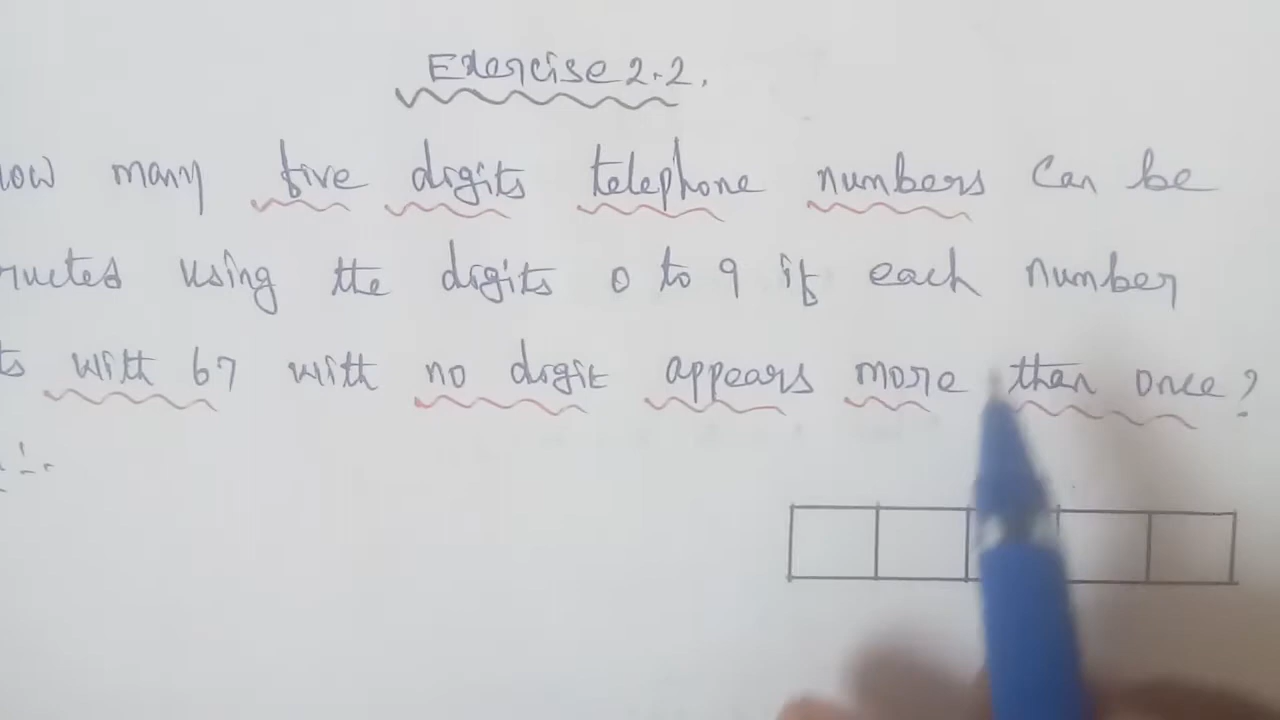 Exercise 2.2.
ow many five digits telephone numbers can be
ructed using the digits 0 to 9 if each number
ts with 67 with no digit appears more than once?